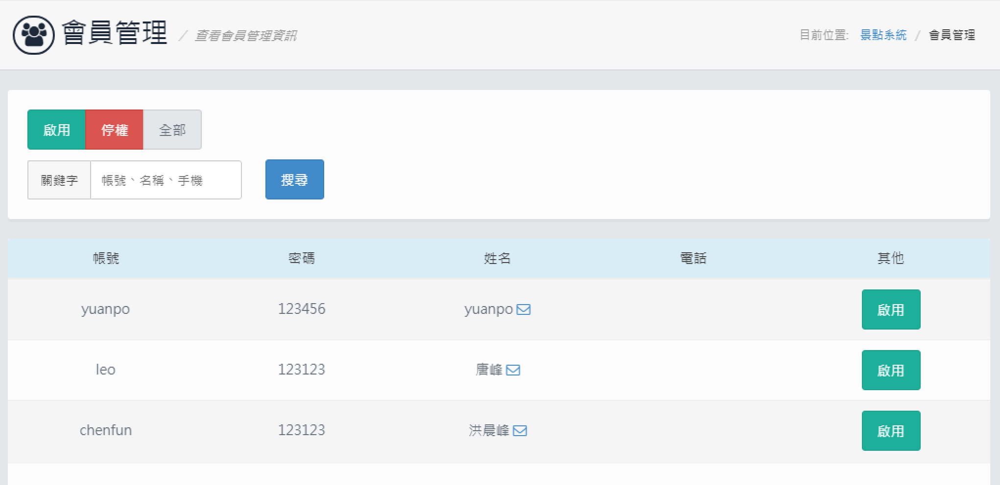 會員管理 / 查看會員管理資訊 目前位置: 景點系統 / 會員管理
啟用 停權 全部
關鍵字 帳號、名稱、手機 搜尋
帳號 密碼 姓名 電話 其他
yuanpo 123456 yuanpo 啟用
leo 123123 唐峰 啟用
chenfun 123123 洪晨峰 啟用